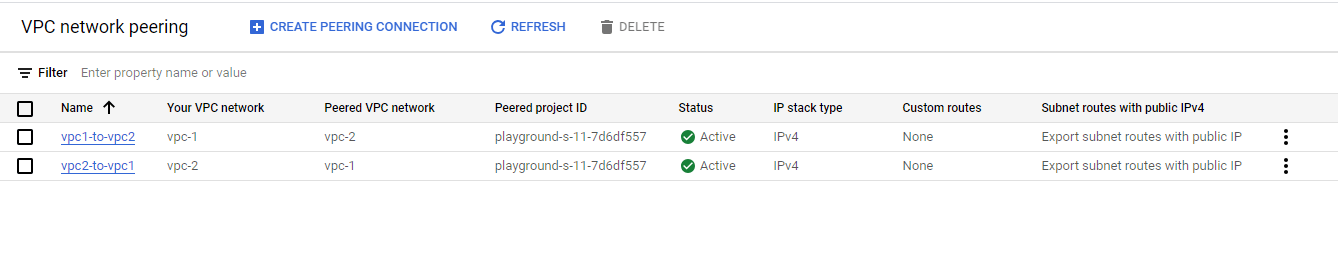 VPC network peering CREATE PEERING CONNECTION REFRESH DELETE
Filter Enter property name or value
Name Your VPC network Peered VPC network Peered project ID Status IP stack type Custom routes Subnet routes with public IPv4
vpc1-to-vpc2 vpc-1 vpc-2 playground-s-11-7d6df557 Active IPv4 None Export subnet routes with public IP
vpc2-to-vpc1 vpc-2 vpc-1 playground-s-11-7d6df557 Active IPv4 None Export subnet routes with public IP